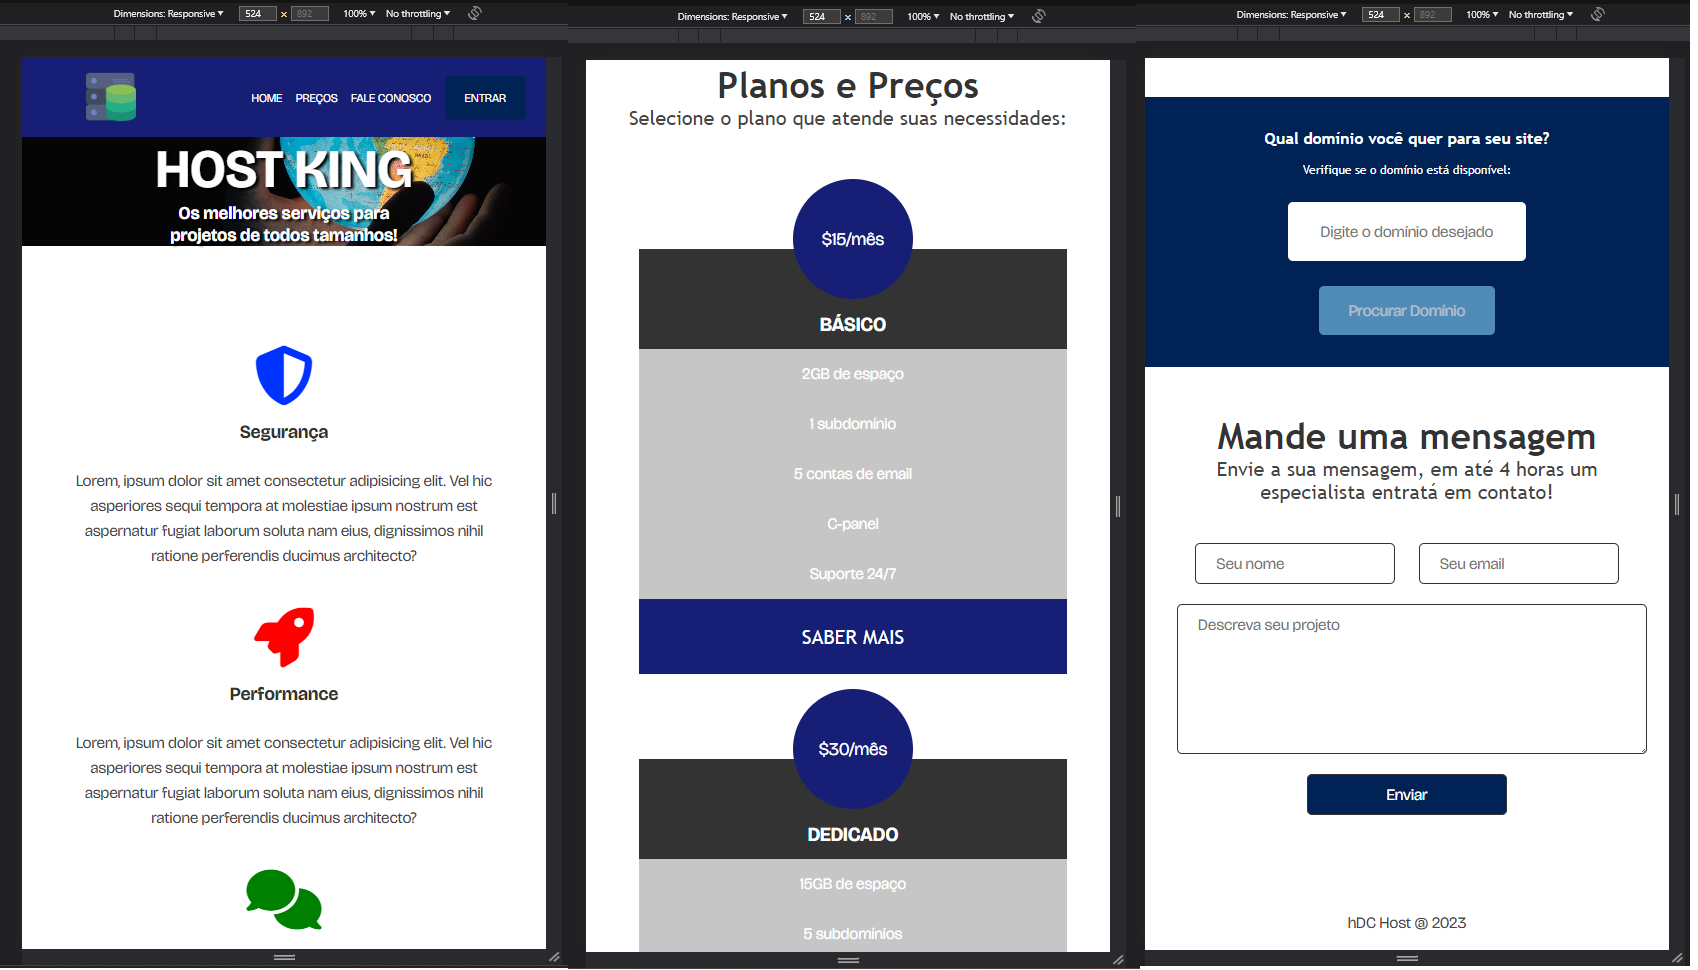 Dimensions: Responsive ▼ 524 × 892 100% ▼ No throttling ▼
HOME PREÇOS FALE CONOSCO ENTRAR
BRAZIL
HOST KING
Os melhores serviços para
projetos de todos tamanhos!
Segurança
Lorem, ipsum dolor sit amet consectetur adipisicing elit. Vel hic
asperiores sequi tempora at molestiae ipsum nostrum est
aspernatur fugiat laborum soluta nam eius, dignissimos nihil
ratione perferendis ducimus architecto?
Performance
Lorem, ipsum dolor sit amet consectetur adipisicing elit. Vel hic
asperiores sequi tempora at molestiae ipsum nostrum est
aspernatur fugiat laborum soluta nam eius, dignissimos nihil
ratione perferendis ducimus architecto?
Dimensions: Responsive ▼ 524 × 892 100% ▼ No throttling ▼
Planos e Preços
Selecione o plano que atende suas necessidades:
$15/mês
BÁSICO
2GB de espaço
1 subdomínio
5 contas de email
C-panel
Suporte 24/7
SABER MAIS
$30/mês
DEDICADO
15GB de espaço
5 subdomínios
Dimensions: Responsive ▼ 524 × 892 100% ▼ No throttling ▼
Qual domínio você quer para seu site?
Verifique se o domínio está disponível:
Digite o domínio desejado
Procurar Domínio
Mande uma mensagem
Envie a sua mensagem, em até 4 horas um
especialista entratá em contato!
Seu nome Seu email
Descreva seu projeto
Enviar
hDC Host @ 2023